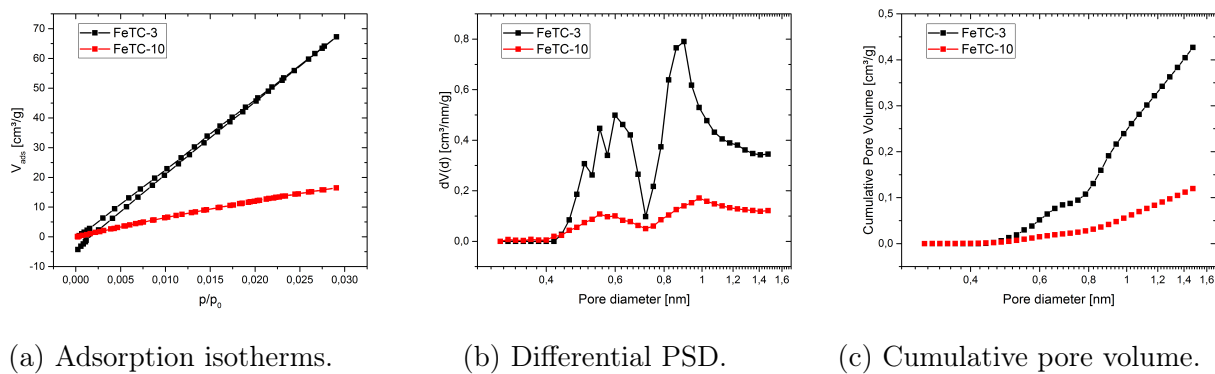 FeTC-3
FeTC-10
70
60
50
40
30
20
10
0
-10
V_ads [cm³/g]
0,000 0,005 0,010 0,015 0,020 0,025 0,030
p/p_0
(a) Adsorption isotherms.
FeTC-3
FeTC-10
0,8
0,6
0,4
0,2
0,0
dV(d) [cm³/nm/g]
0,4 0,6 0,8 1 1,2 1,4 1,6
Pore diameter [nm]
(b) Differential PSD.
FeTC-3
FeTC-10
0,5
0,4
0,3
0,2
0,1
0,0
Cumulative Pore Volume [cm³/g]
0,4 0,6 0,8 1 1,2 1,4 1,6
Pore diameter [nm]
(c) Cumulative pore volume.